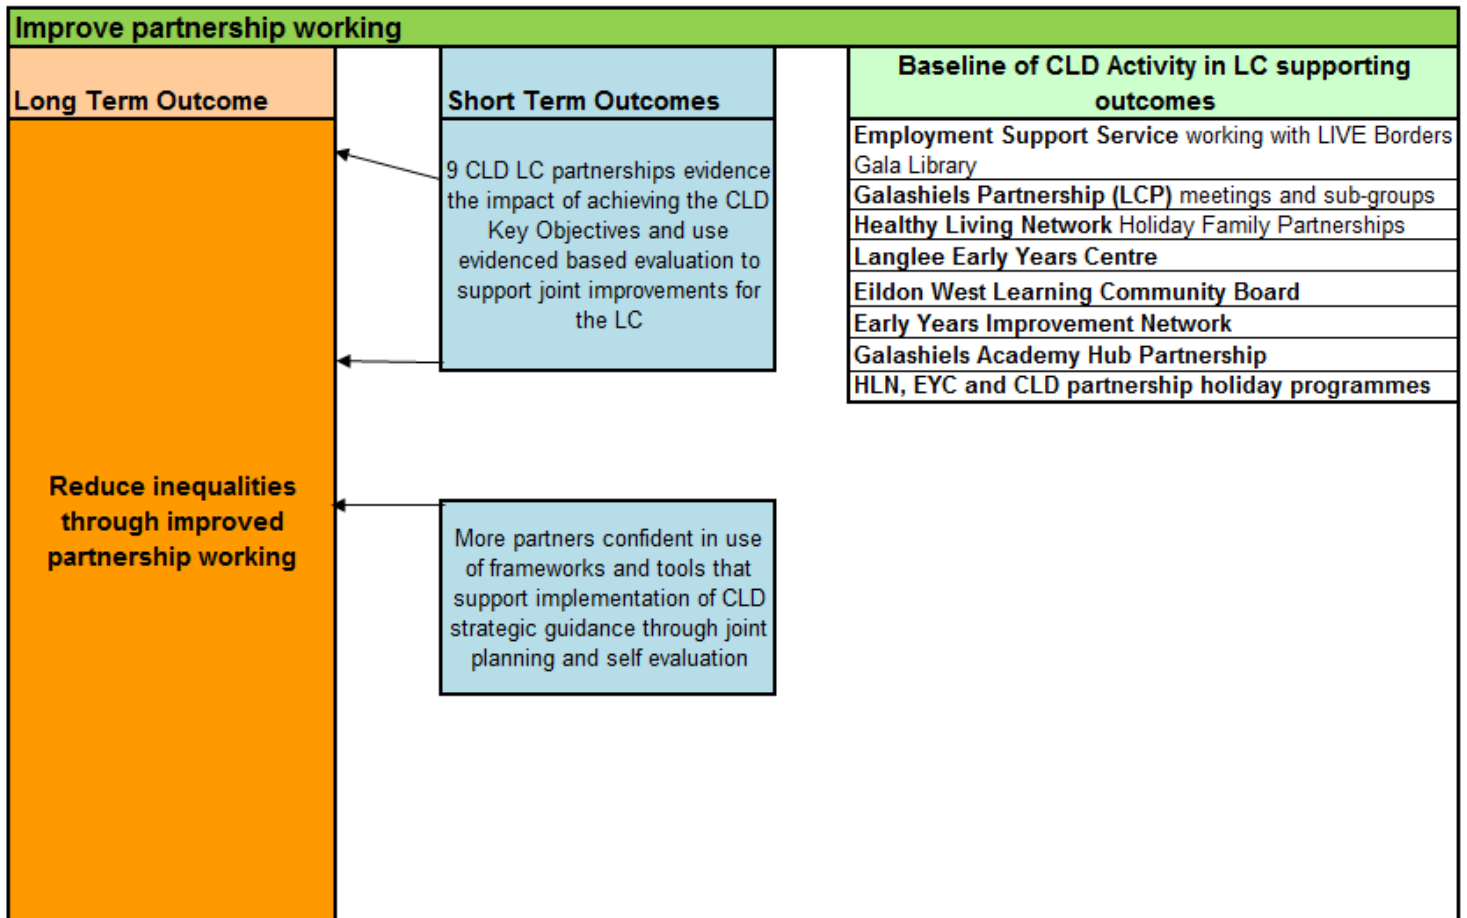 Improve partnership working
Long Term Outcome
Reduce inequalities
through improved
partnership working
Short Term Outcomes
9 CLD LC partnerships evidence
the impact of achieving the CLD
Key Objectives and use
evidenced based evaluation to
support joint improvements for
the LC
More partners confident in use
of frameworks and tools that
support implementation of CLD
strategic guidance through joint
planning and self evaluation
Baseline of CLD Activity in LC supporting
outcomes
Employment Support Service working with LIVE Borders
Gala Library
Galashiels Partnership (LCP) meetings and sub-groups
Healthy Living Network Holiday Family Partnerships
Langlee Early Years Centre
Eildon West Learning Community Board
Early Years Improvement Network
Galashiels Academy Hub Partnership
HLN, EYC and CLD partnership holiday programmes